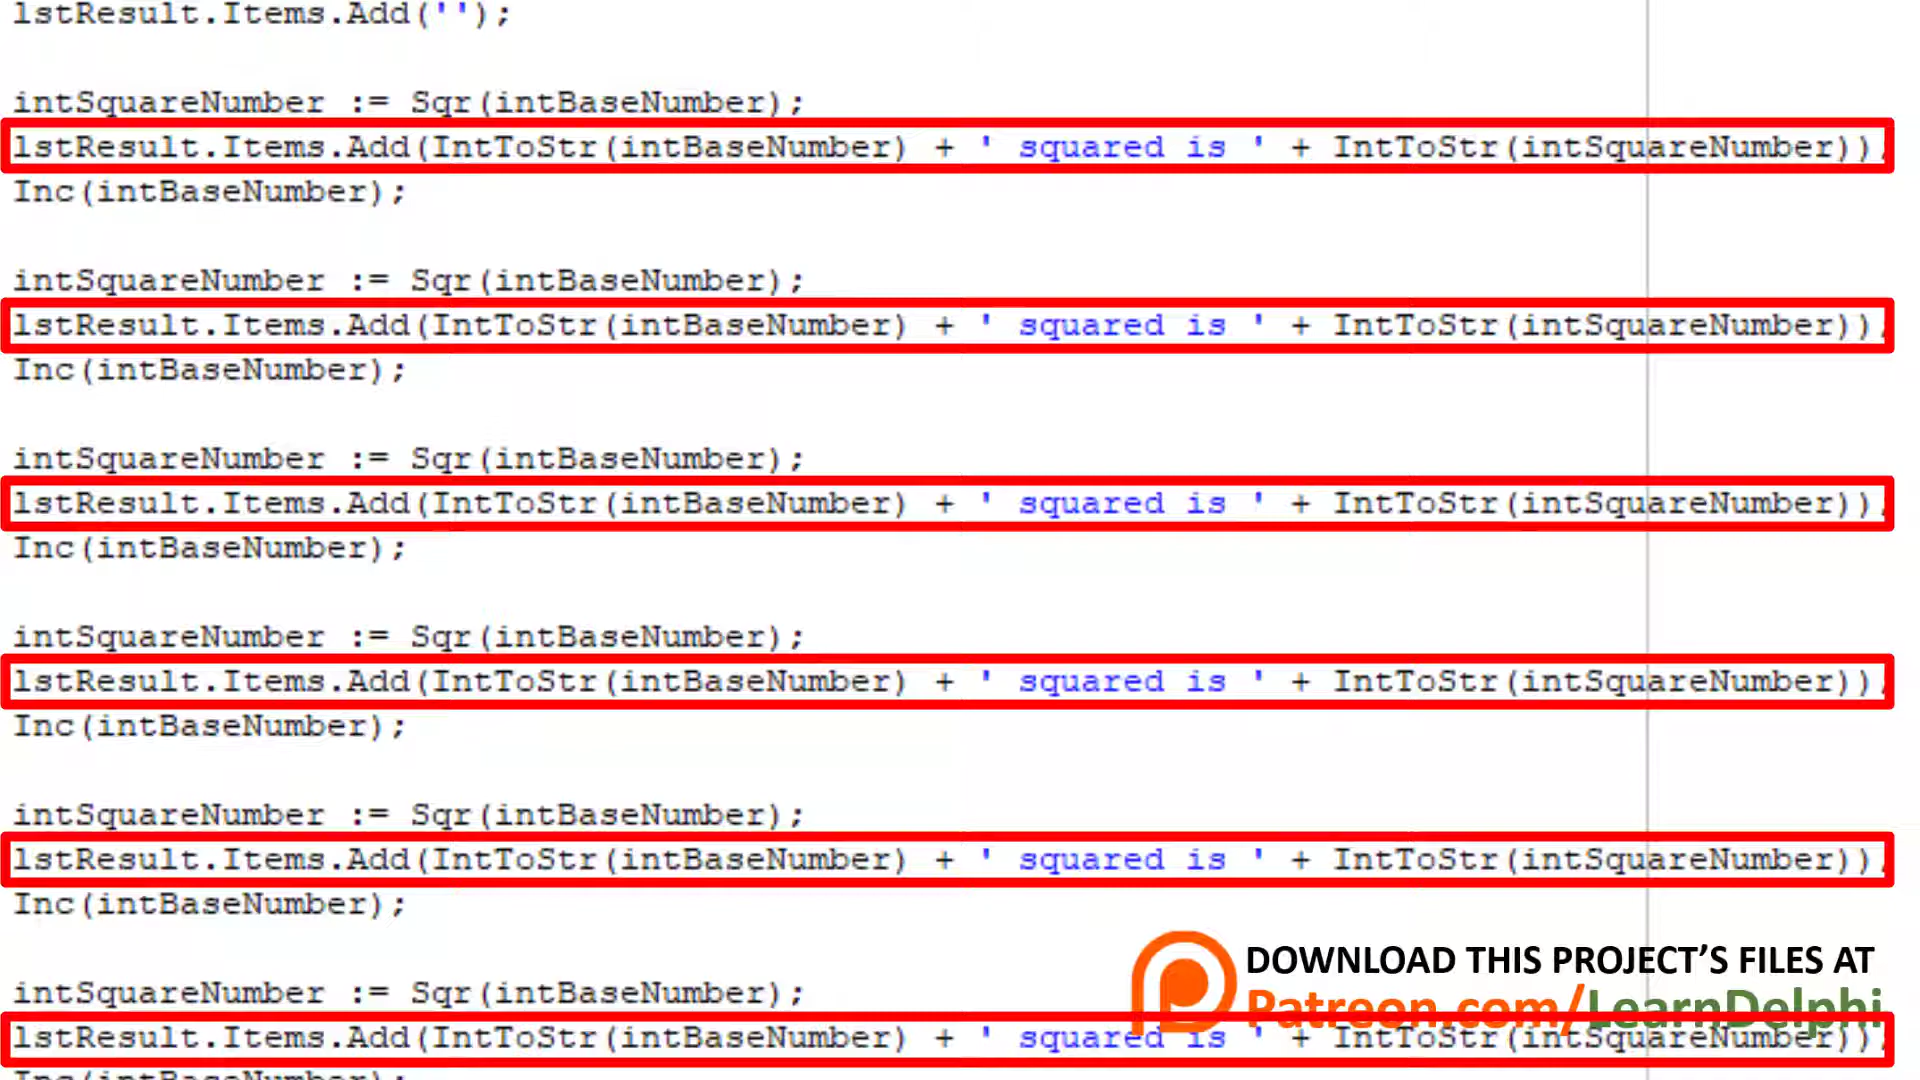 lstResult.Items.Add('');
intSquareNumber := Sqr(intBaseNumber);
lstResult.Items.Add(IntToStr(intBaseNumber) + ' squared is ' + IntToStr(intSquareNumber));
Inc(intBaseNumber);
intSquareNumber := Sqr(intBaseNumber);
lstResult.Items.Add(IntToStr(intBaseNumber) + ' squared is ' + IntToStr(intSquareNumber));
Inc(intBaseNumber);
intSquareNumber := Sqr(intBaseNumber);
lstResult.Items.Add(IntToStr(intBaseNumber) + ' squared is ' + IntToStr(intSquareNumber));
Inc(intBaseNumber);
intSquareNumber := Sqr(intBaseNumber);
lstResult.Items.Add(IntToStr(intBaseNumber) + ' squared is ' + IntToStr(intSquareNumber));
Inc(intBaseNumber);
intSquareNumber := Sqr(intBaseNumber);
lstResult.Items.Add(IntToStr(intBaseNumber) + ' squared is ' + IntToStr(intSquareNumber));
Inc(intBaseNumber);
DOWNLOAD THIS PROJECT'S FILES AT
Patreon.com/LearnDelphi
intSquareNumber := Sqr(intBaseNumber);
lstResult.Items.Add(IntToStr(intBaseNumber) + ' squared is ' + IntToStr(intSquareNumber));
Inc(intBaseNumber);